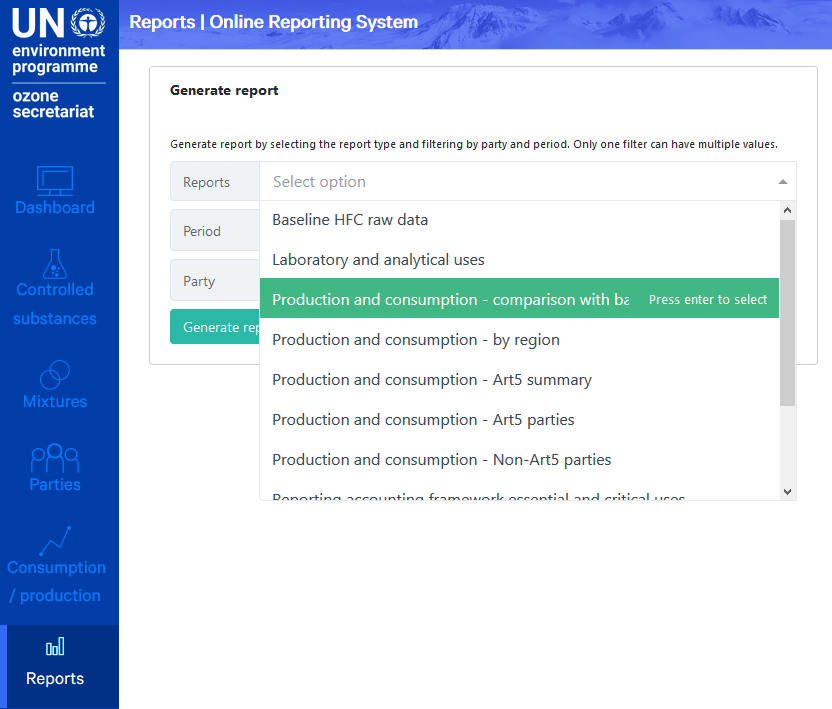 UN
environment
programme
ozone
secretariat
Dashboard
Controlled
substances
Mixtures
Parties
Consumption
/ production
Reports
Reports | Online Reporting System
Generate report
Generate report by selecting the report type and filtering by party and period. Only one filter can have multiple values.
Reports Select option
Period
Party
Generate rep
Baseline HFC raw data
Laboratory and analytical uses
Production and consumption - comparison with ba Press enter to select
Production and consumption - by region
Production and consumption - Art5 summary
Production and consumption - Art5 parties
Production and consumption - Non-Art5 parties
Reporting accounting framework essential and critical uses